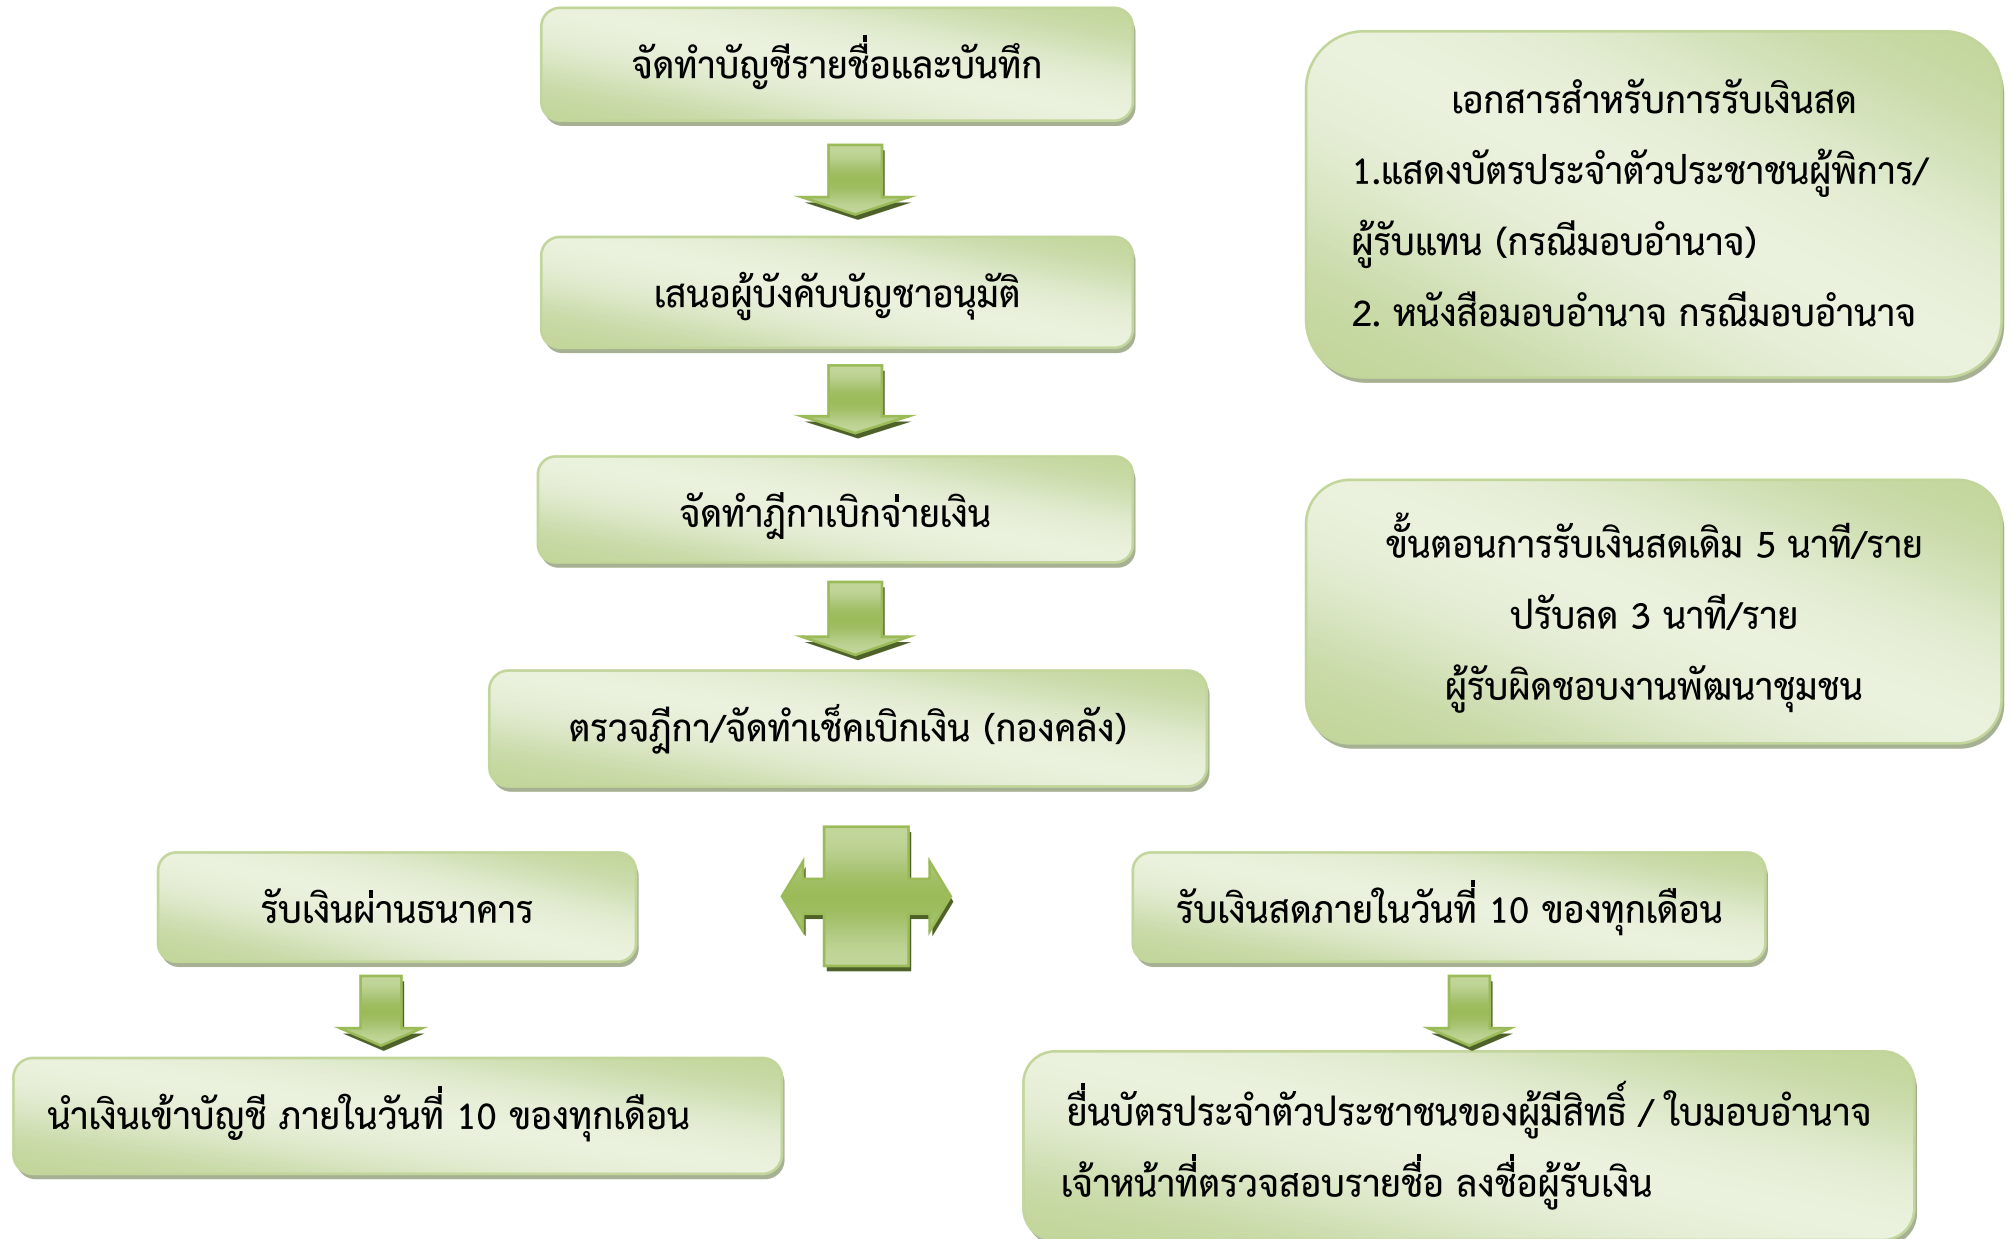 จัดทำบัญชีรายชื่อและบันทึก
เสนอผู้บังคับบัญชาอนุมัติ
จัดทำฎีกาเบิกจ่ายเงิน
ตรวจฎีกา/จัดทำเช็คเบิกเงิน (กองคลัง)
รับเงินผ่านธนาคาร
นำเงินเข้าบัญชี ภายในวันที่ 10 ของทุกเดือน
รับเงินสดภายในวันที่ 10 ของทุกเดือน
ยื่นบัตรประจำตัวประชาชนของผู้มีสิทธิ์ / ใบมอบอำนาจ
เจ้าหน้าที่ตรวจสอบรายชื่อ ลงชื่อผู้รับเงิน
เอกสารสำหรับการรับเงินสด
1.แสดงบัตรประจำตัวประชาชนผู้พิการ/
ผู้รับแทน (กรณีมอบอำนาจ)
2. หนังสือมอบอำนาจ กรณีมอบอำนาจ
ขั้นตอนการรับเงินสดเดิม 5 นาที/ราย
ปรับลด 3 นาที/ราย
ผู้รับผิดชอบงานพัฒนาชุมชน